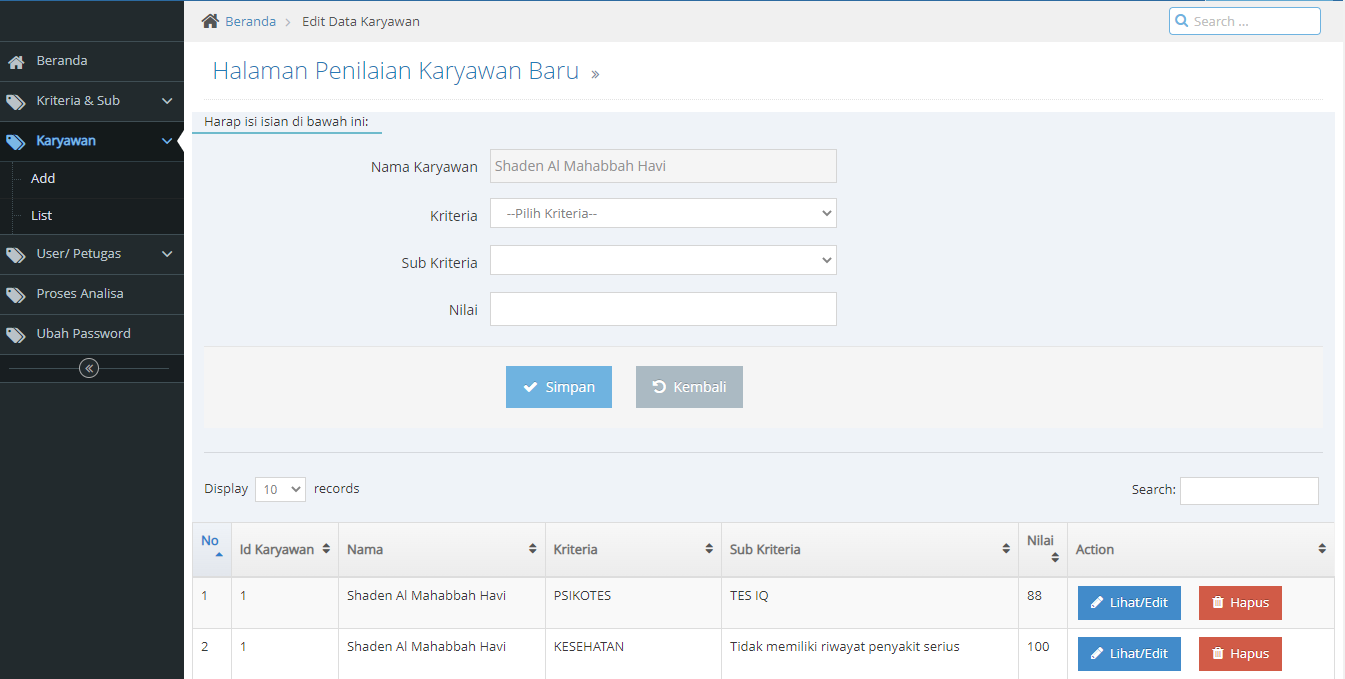 Beranda › Edit Data Karyawan
Search ...
Beranda
Kriteria & Sub
Karyawan
Add
List
User/ Petugas
Proses Analisa
Ubah Password
Halaman Penilaian Karyawan Baru »
Harap isi isian di bawah ini:
Nama Karyawan Shaden Al Mahabbah Havi
Kriteria --Pilih Kriteria--
Sub Kriteria
Nilai
Simpan Kembali
Display 10 records Search:
No Id Karyawan Nama Kriteria Sub Kriteria Nilai Action
1 1 Shaden Al Mahabbah Havi PSIKOTES TES IQ 88 Lihat/Edit Hapus
2 1 Shaden Al Mahabbah Havi KESEHATAN Tidak memiliki riwayat penyakit serius 100 Lihat/Edit Hapus